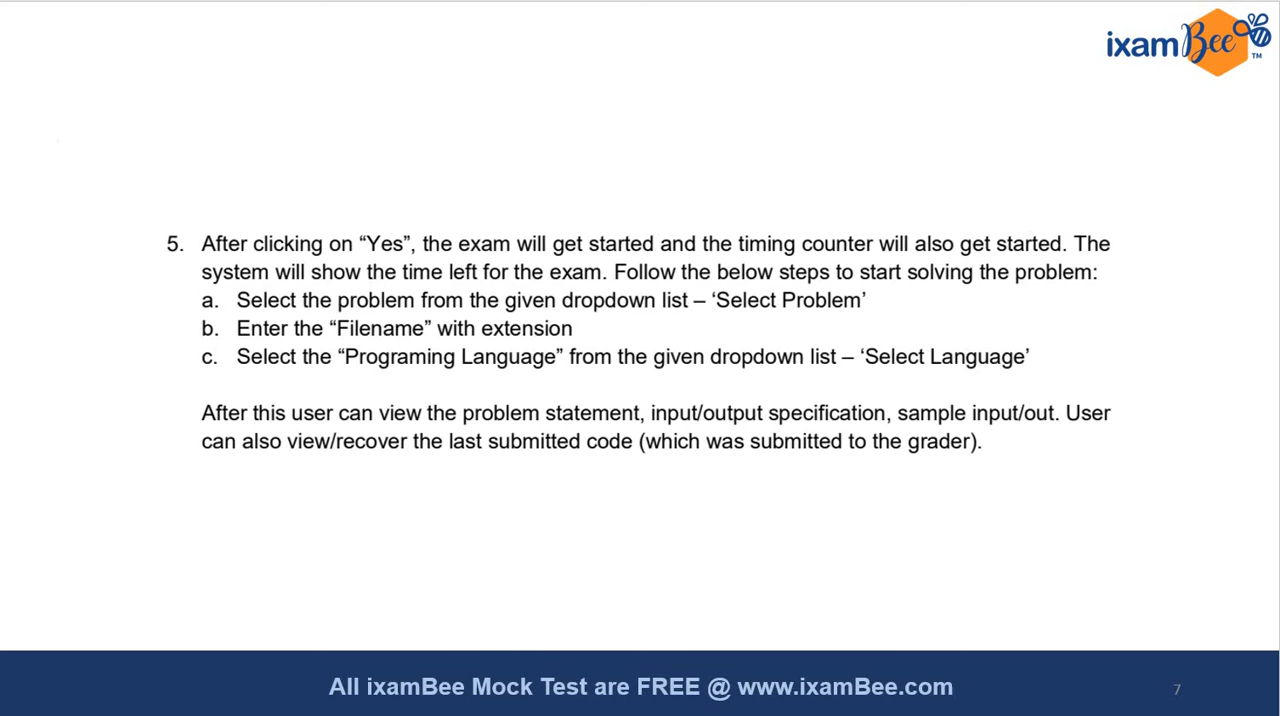 ixamBee™
5. After clicking on “Yes”, the exam will get started and the timing counter will also get started. The
system will show the time left for the exam. Follow the below steps to start solving the problem:
a. Select the problem from the given dropdown list – ‘Select Problem’
b. Enter the “Filename” with extension
c. Select the “Programing Language” from the given dropdown list – ‘Select Language’
After this user can view the problem statement, input/output specification, sample input/out. User
can also view/recover the last submitted code (which was submitted to the grader).
All ixamBee Mock Test are FREE @ www.ixamBee.com
7